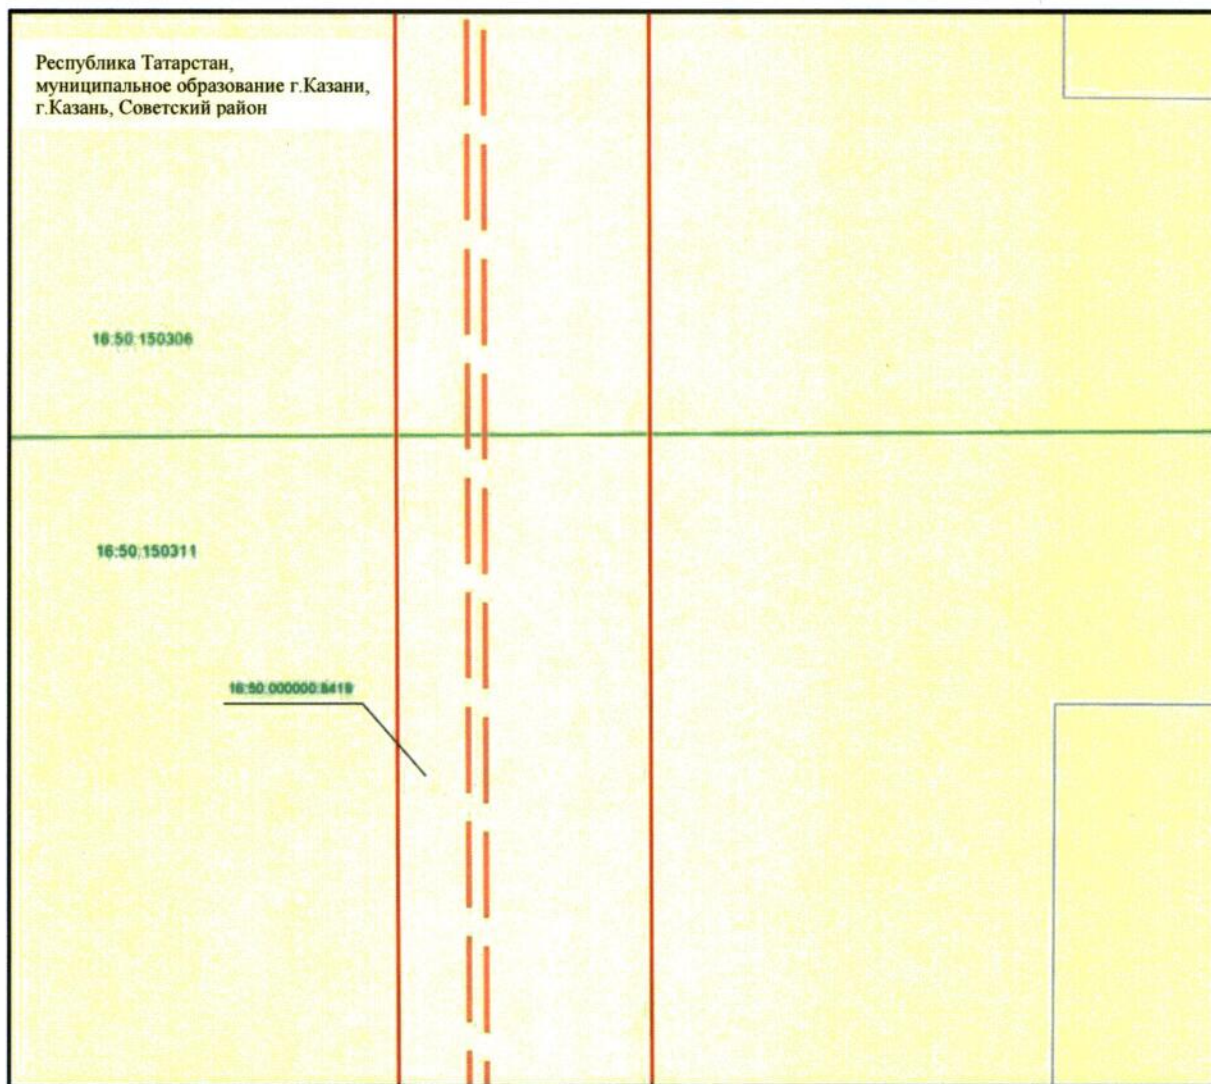 Республика Татарстан,
муниципальное образование г.Казани,
г.Казань, Советский район
16:50:150306
16:50:150311
16:50:000000:8419